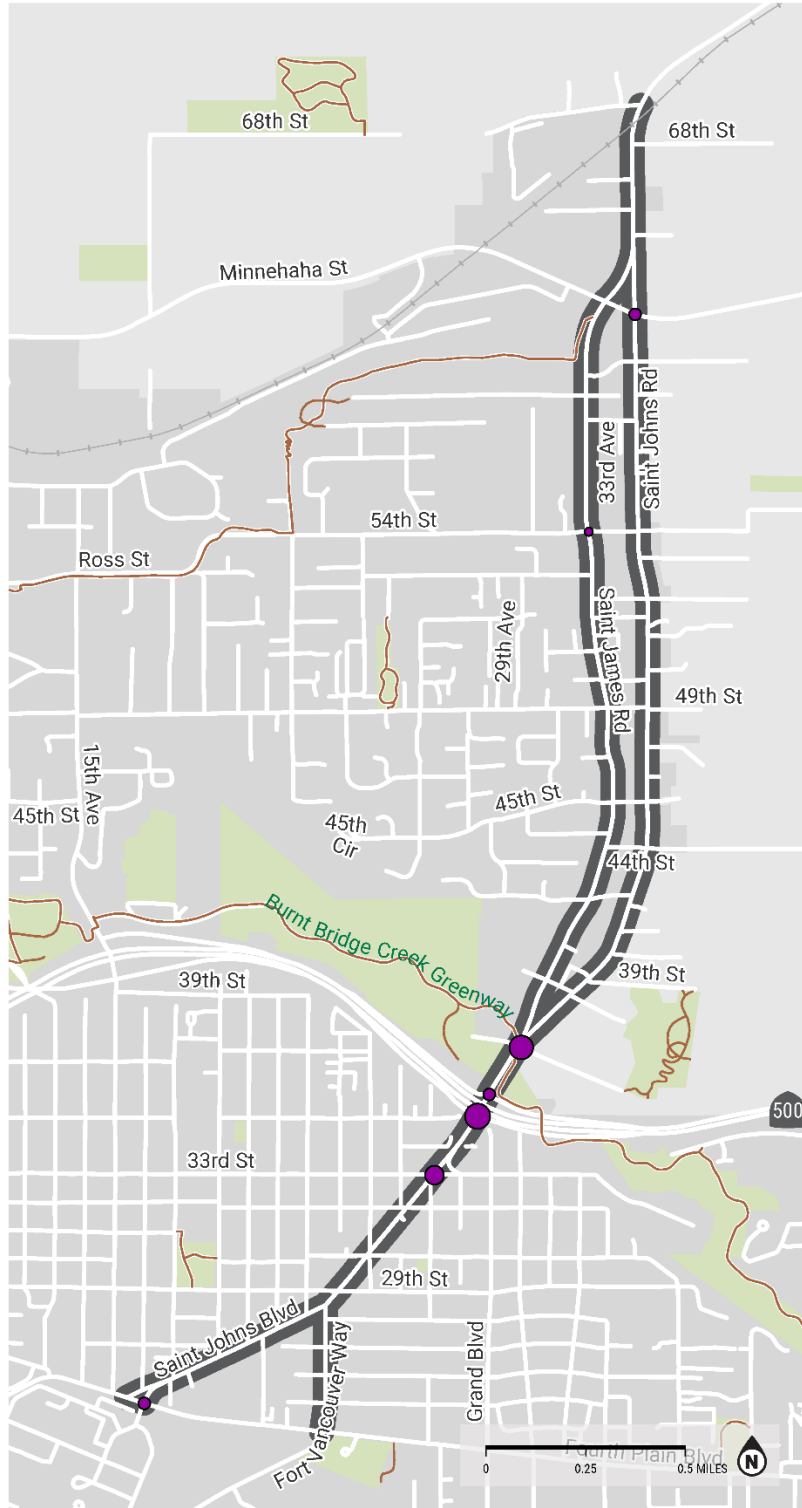 68th St
68th St
Minnehaha St
Saint Johns Rd
33rd Ave
54th St
Ross St
29th Ave
Saint James Rd
49th St
15th Ave
45th St
45th St
45th
Cir
44th St
Burnt Bridge Creek Greenway
39th St
39th St
500
33rd St
29th St
Saint Johns Blvd
Fort Vancouver Way
Grand Blvd
Fourth Plain Blvd
0
0.25
0.5 MILES
N